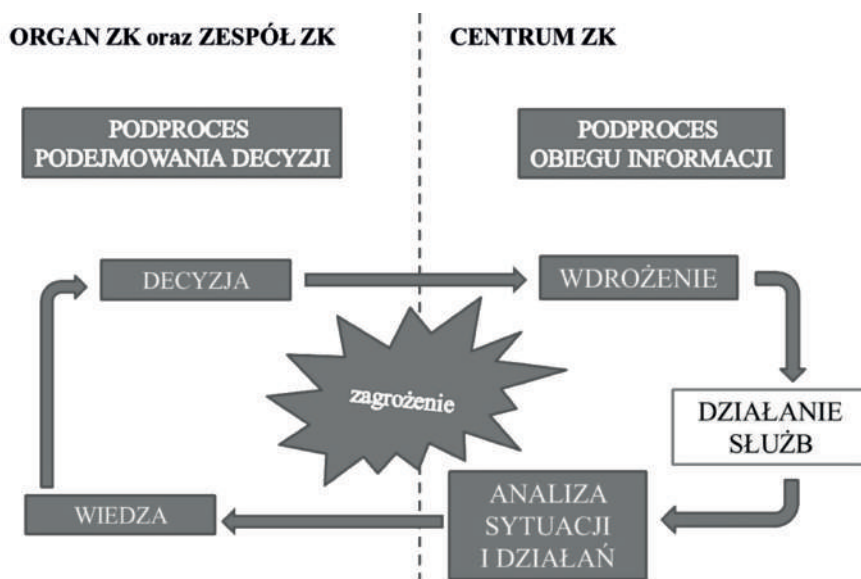 ORGAN ZK oraz ZESPÓŁ ZK
CENTRUM ZK
PODPROCES
PODEJMOWANIA DECYZJI
PODPROCES
OBIEGU INFORMACJI
DECYZJA
WDROŻENIE
zagrożenie
DZIAŁANIE
SŁUŻB
WIEDZA
ANALIZA
SYTUACJI
I DZIAŁAŃ